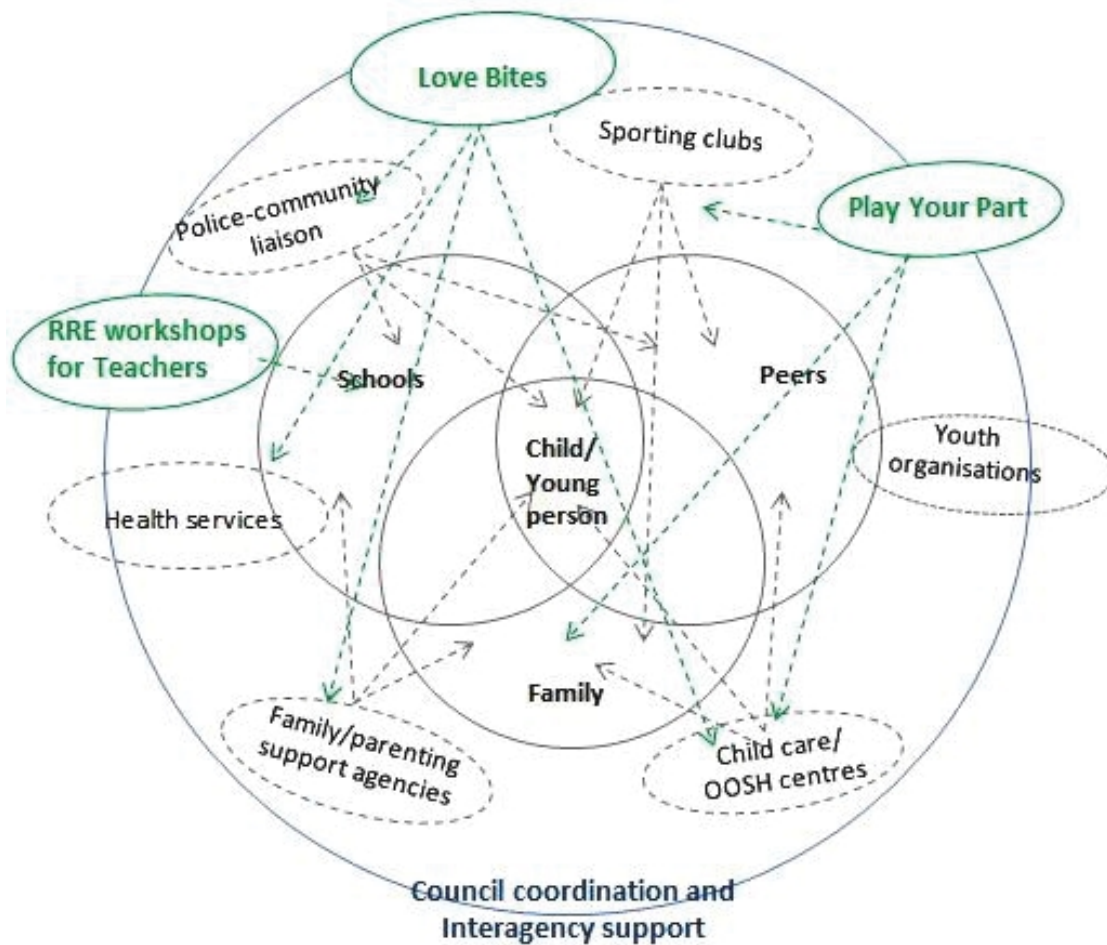 Love Bites
Sporting clubs
Police-community
liaison
Play Your Part
RRE workshops
for Teachers
Schools
Peers
Child/
Young
person
Youth
organisations
Health services
Family
Family/parenting
support agencies
Child care/
OOSH centres
Council coordination and
Interagency support